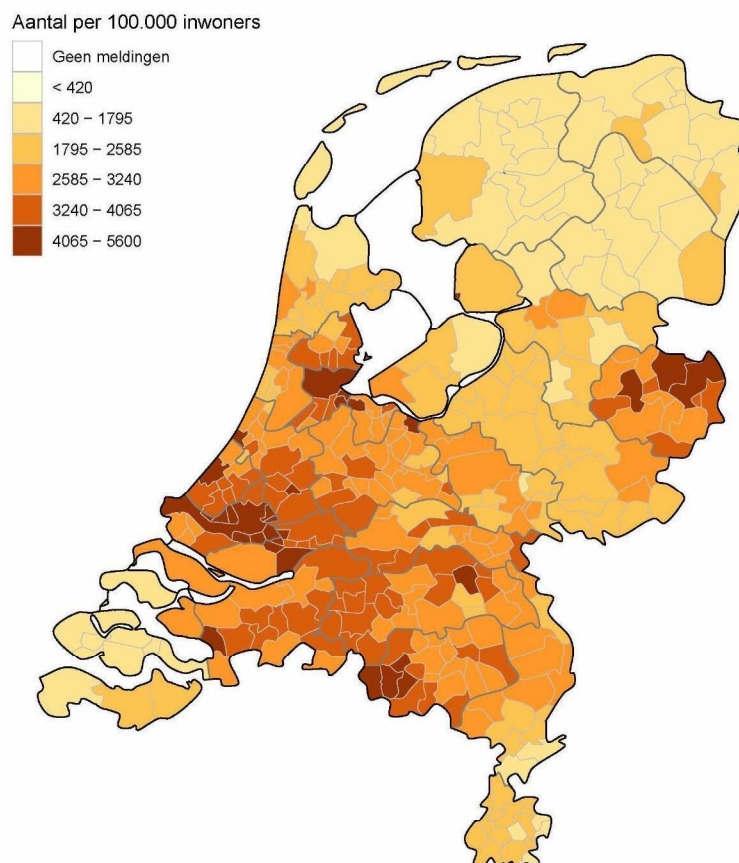 Aantal per 100.000 inwoners
Geen meldingen
< 420
420 – 1795
1795 – 2585
2585 – 3240
3240 – 4065
4065 – 5600